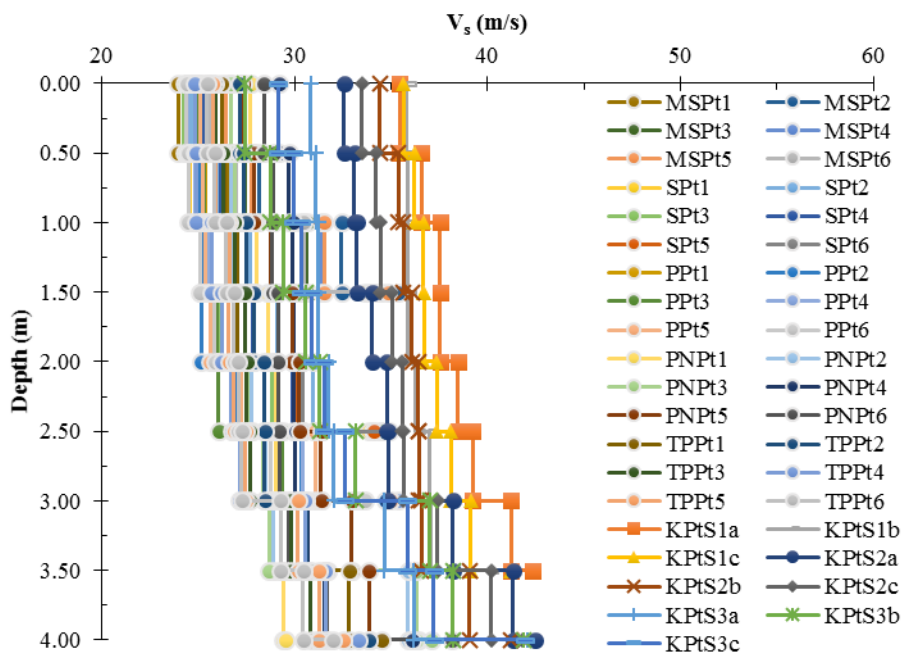 Vs (m/s)
20 30 40 50 60
0.00
0.50
1.00
1.50
2.00
2.50
3.00
3.50
4.00
Depth (m)
MSPt1 MSPt2
MSPt3 MSPt4
MSPt5 MSPt6
SPt1 SPt2
SPt3 SPt4
SPt5 SPt6
PPt1 PPt2
PPt3 PPt4
PPt5 PPt6
PNPt1 PNPt2
PNPt3 PNPt4
PNPt5 PNPt6
TPPt1 TPPt2
TPPt3 TPPt4
TPPt5 TPPt6
KPtS1a KPtS1b
KPtS1c KPtS2a
KPtS2b KPtS2c
KPtS3a KPtS3b
KPtS3c